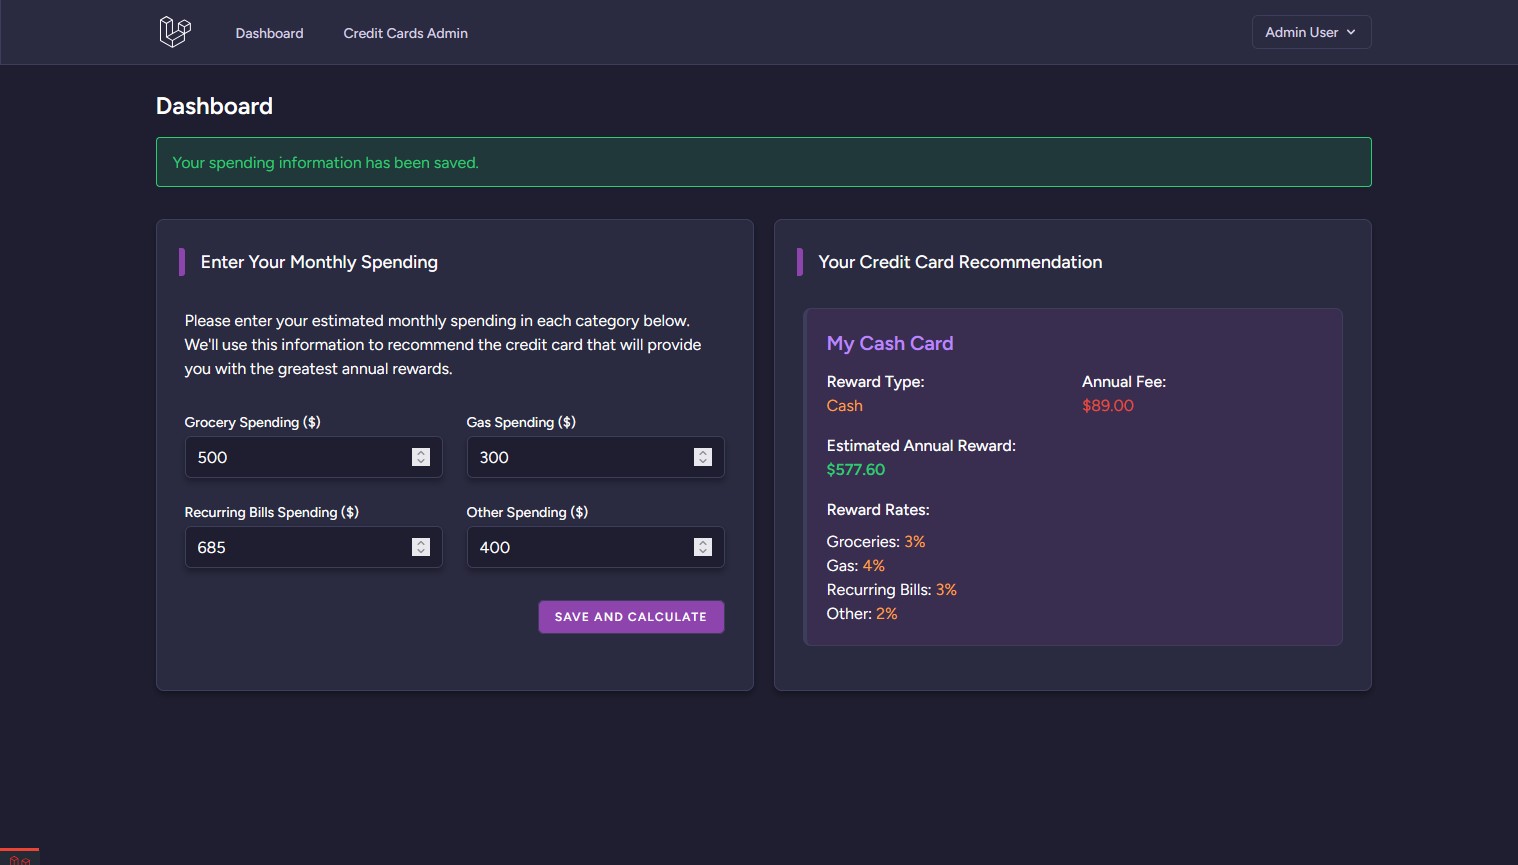 Dashboard
Credit Cards Admin
Admin User
Dashboard
Your spending information has been saved.
Enter Your Monthly Spending
Please enter your estimated monthly spending in each category below.
We'll use this information to recommend the credit card that will provide
you with the greatest annual rewards.
Grocery Spending ($)
Gas Spending ($)
500
300
Recurring Bills Spending ($)
Other Spending ($)
685
400
SAVE AND CALCULATE
Your Credit Card Recommendation
My Cash Card
Reward Type:
Annual Fee:
Cash
$89.00
Estimated Annual Reward:
$577.60
Reward Rates:
Groceries: 3%
Gas: 4%
Recurring Bills: 3%
Other: 2%